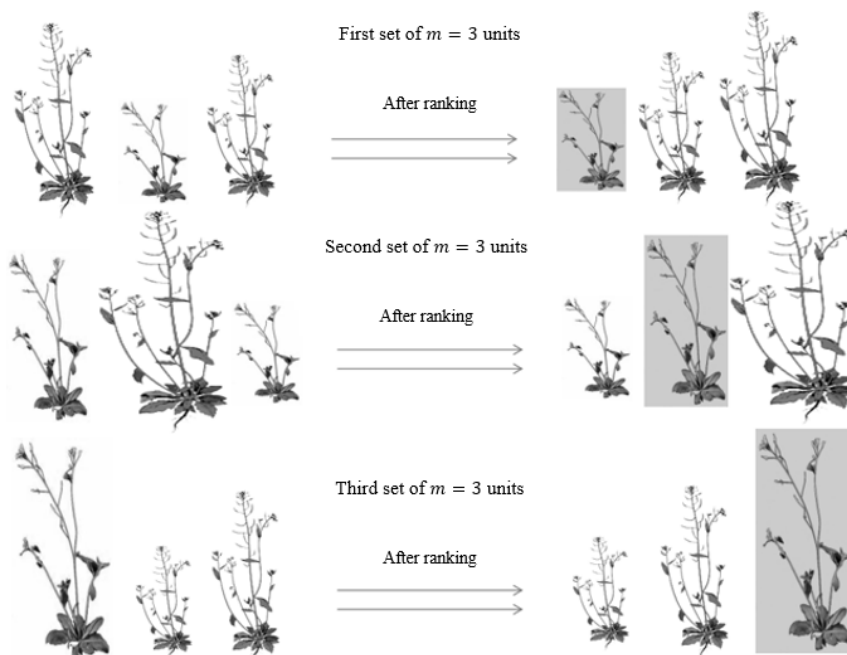 First set of m = 3 units
After ranking
Second set of m = 3 units
After ranking
Third set of m = 3 units
After ranking